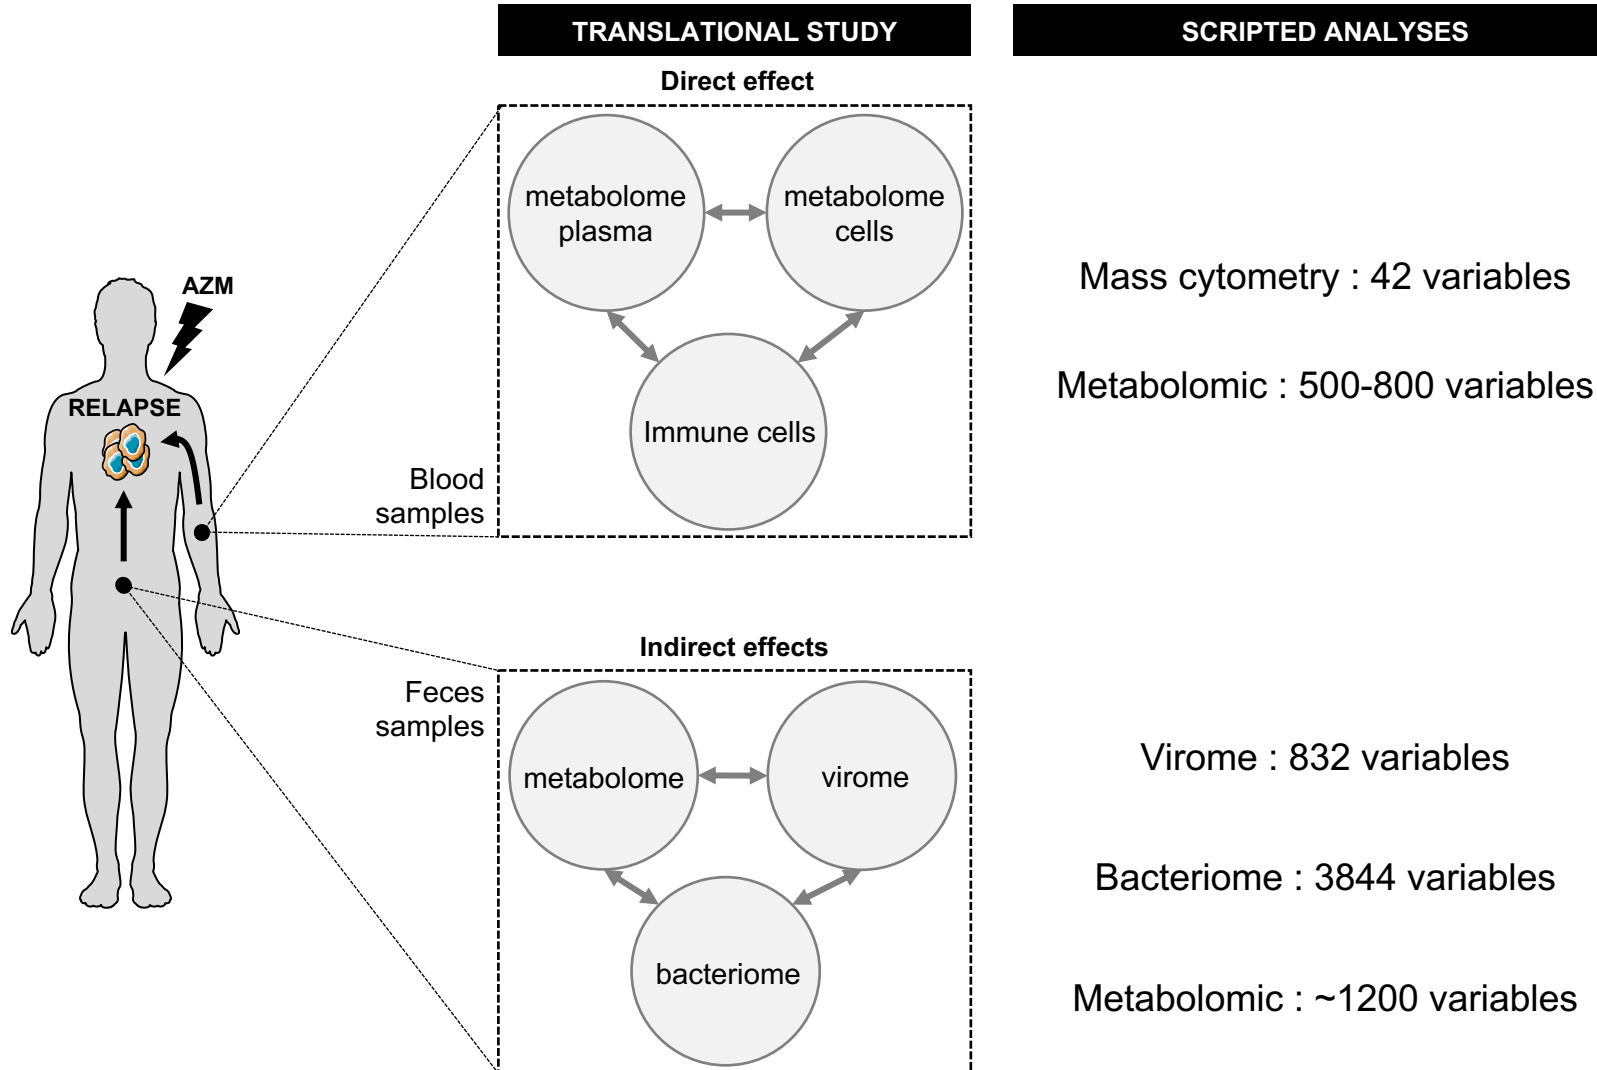 TRANSLATIONAL STUDY
SCRIPTED ANALYSES
Direct effect
metabolome
plasma
metabolome
cells
Immune cells
Mass cytometry : 42 variables
Metabolomic : 500-800 variables
AZM
RELAPSE
Blood
samples
Indirect effects
Feces
samples
metabolome
virome
bacteriome
Virome : 832 variables
Bacteriome : 3844 variables
Metabolomic : ~1200 variables